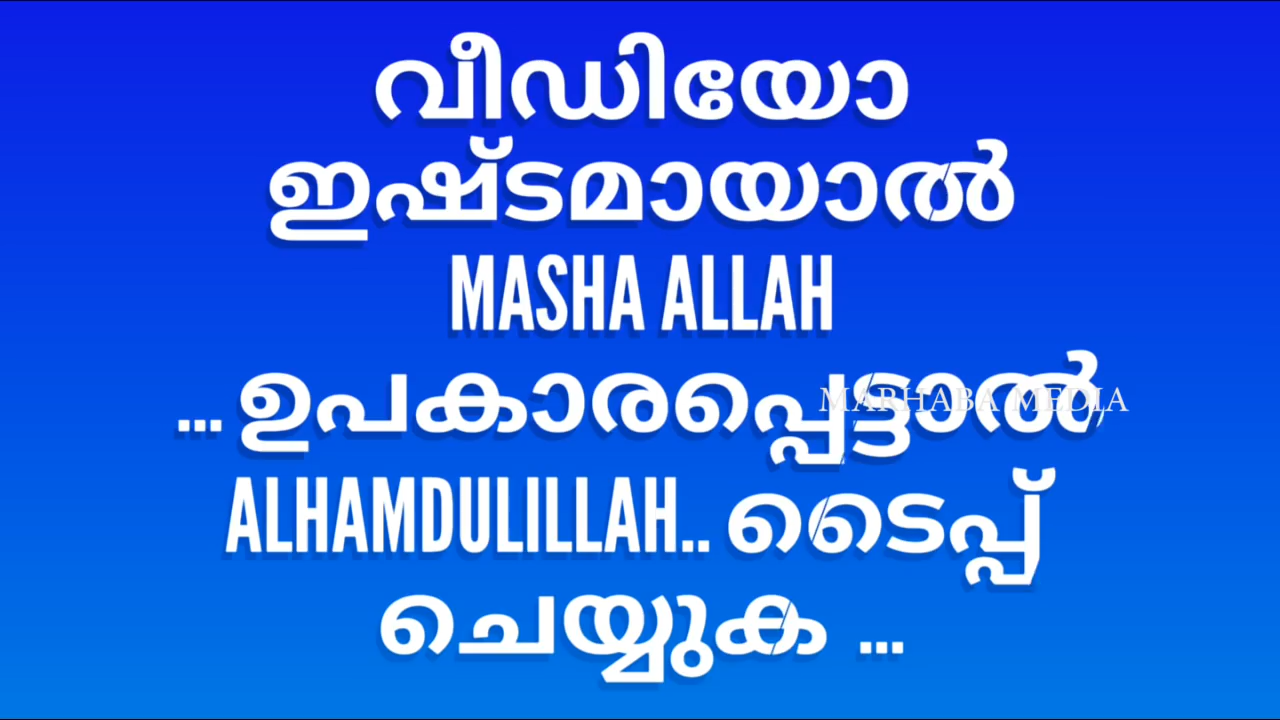 വീഡിയോ
ഇഷ്ടമായാൽ
MASHA ALLAH
... ഉപകാരപ്പെട്ടാൽ
MARHABA MEDIA
ALHAMDULILLAH.. ടൈപ്പ്
ചെയ്യുക ...